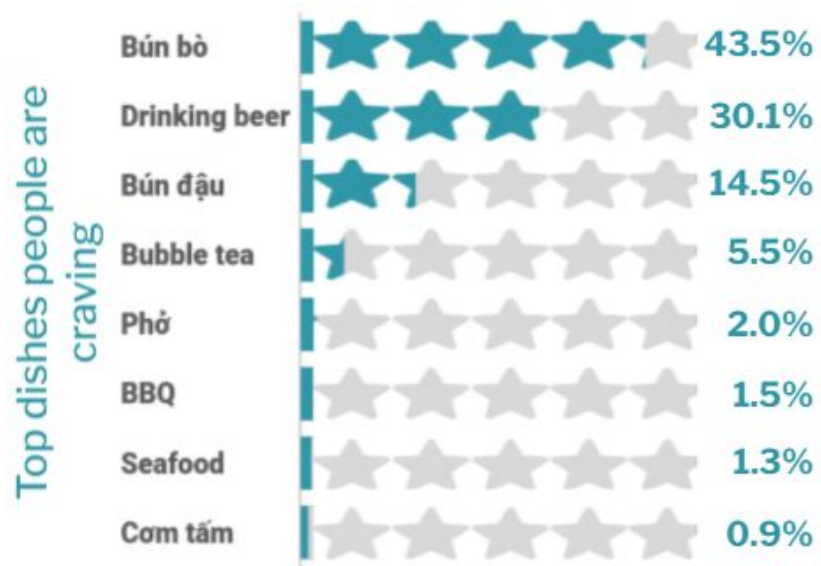 Top dishes people are
craving
Bún bò 43.5%
Drinking beer 30.1%
Bún đậu 14.5%
Bubble tea 5.5%
Phở 2.0%
BBQ 1.5%
Seafood 1.3%
Cơm tấm 0.9%